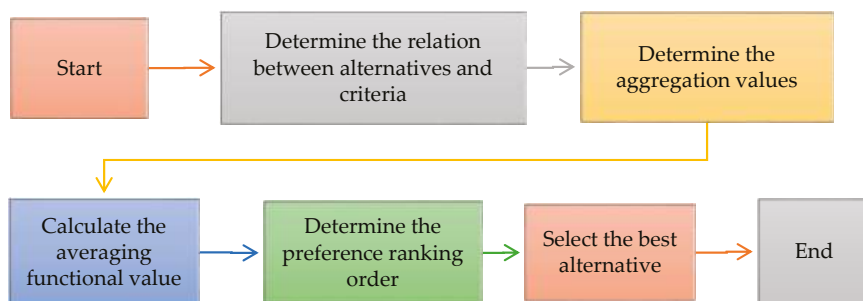 Start
Determine the relation
between alternatives and
criteria
Determine the
aggregation values
Calculate the
averaging
functional value
Determine the
preference ranking
order
Select the best
alternative
End